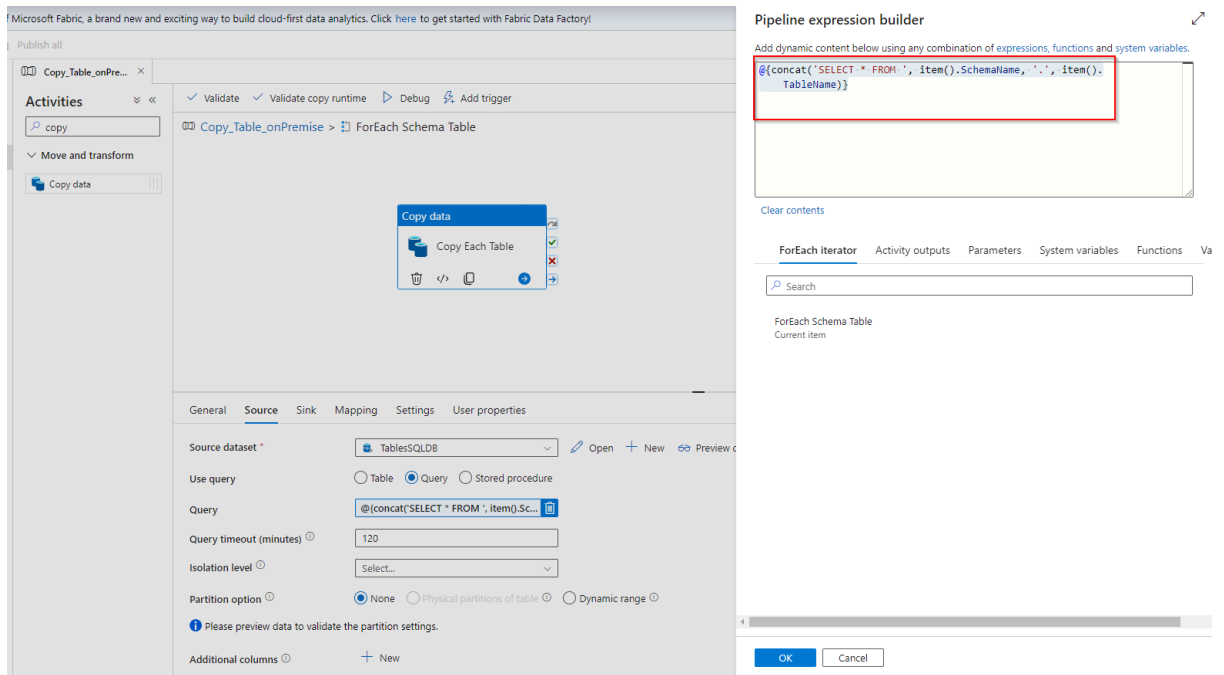 f Microsoft Fabric, a brand new and exciting way to build cloud-first data analytics. Click here to get started with Fabric Data Factory!
Publish all
Copy_Table_onPre... ×
Activities
copy
Move and transform
Copy data
Validate Validate copy runtime Debug Add trigger
Copy_Table_onPremise > ForEach Schema Table
Copy data
Copy Each Table
General Source Sink Mapping Settings User properties
Source dataset * TablesSQLDB Open New Preview
Use query Table Query Stored procedure
Query @{concat('SELECT * FROM ', item().Sc...
Query timeout (minutes) 120
Isolation level Select...
Partition option None Physical partitions of table Dynamic range
Please preview data to validate the partition settings.
Additional columns New
Pipeline expression builder
Add dynamic content below using any combination of expressions, functions and system variables.
@{concat('SELECT * FROM ', item().SchemaName, '.', item().
TableName)}
Clear contents
ForEach iterator Activity outputs Parameters System variables Functions Va
Search
ForEach Schema Table
Current item
OK Cancel